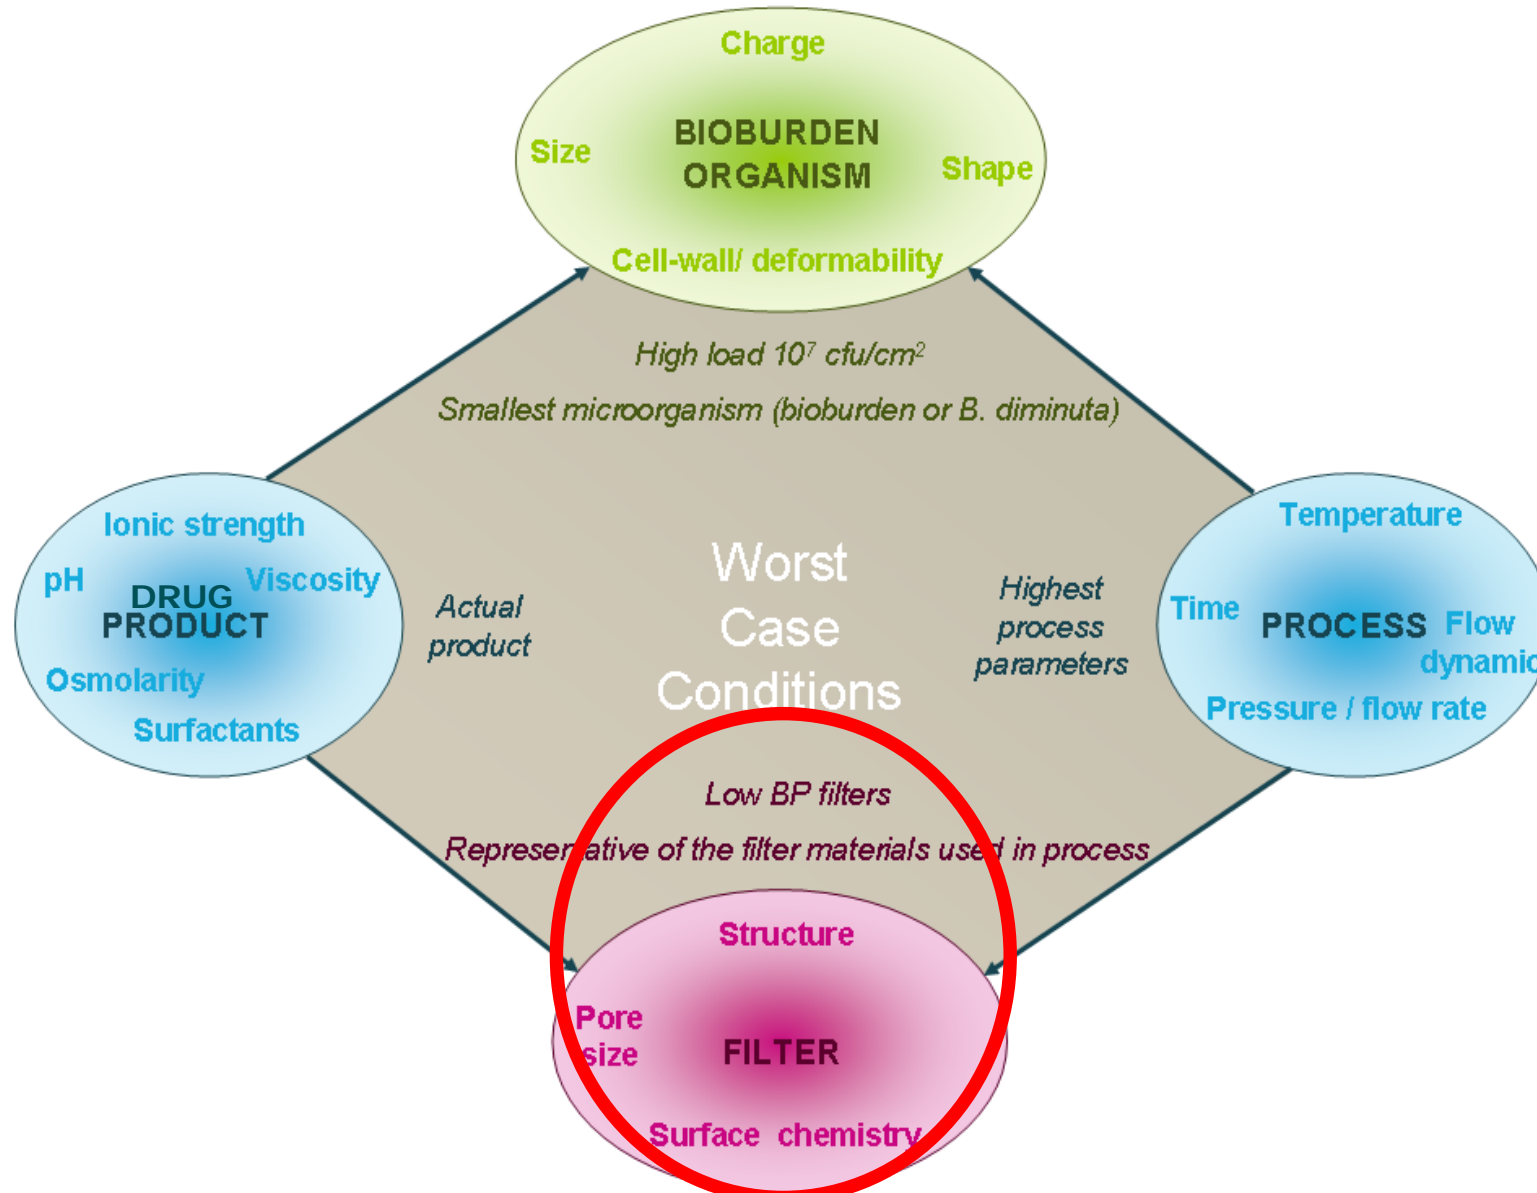 Charge
BIOBURDEN
ORGANISM
Size
Shape
Cell-wall/ deformability
High load 10⁷ cfu/cm²
Smallest microorganism (bioburden or B. diminuta)
Ionic strength
pH
Viscosity
DRUG
PRODUCT
Osmolarity
Surfactants
Actual
product
Worst
Case
Conditions
Highest
process
parameters
Temperature
Time
PROCESS
Flow
dynamic
Pressure / flow rate
Low BP filters
Representative of the filter materials used in process
Structure
Pore
size
FILTER
Surface chemistry